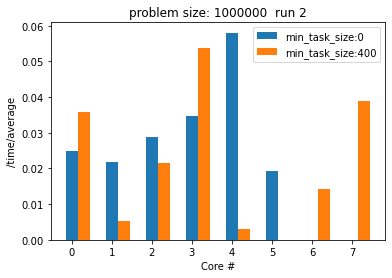 problem size: 1000000  run 2
min_task_size:0
min_task_size:400
/time/average
0.06
0.05
0.04
0.03
0.02
0.01
0.00
0 1 2 3 4 5 6 7
Core #